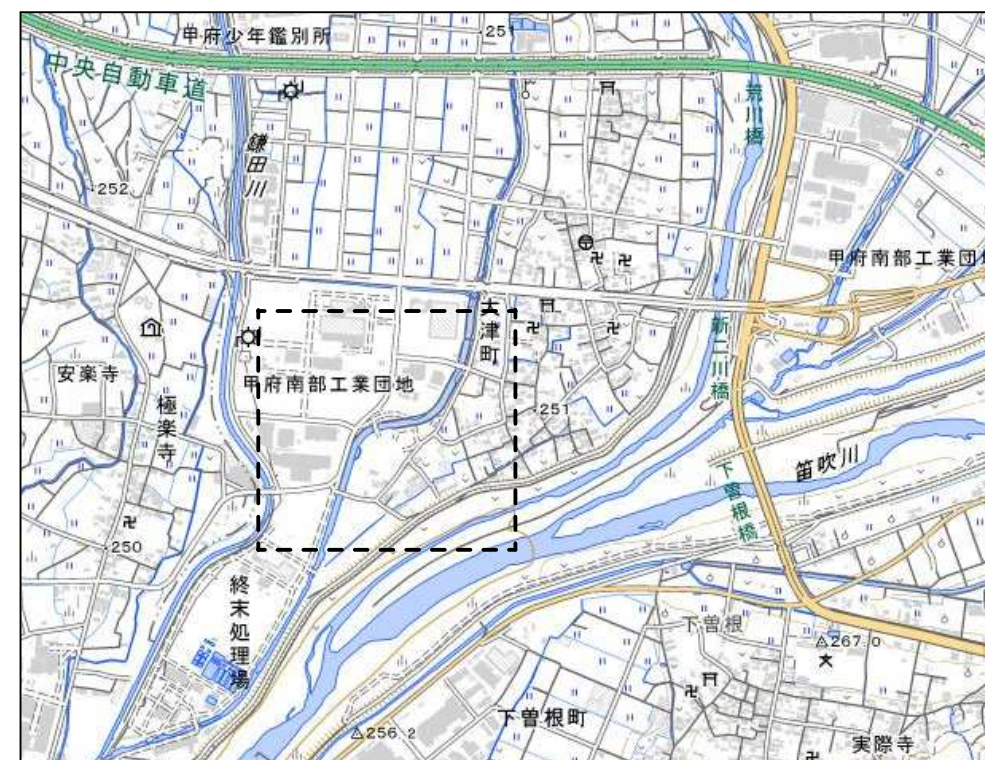 甲府少年鑑別所
251
中央自動車道
荒川橋
鎌田川
252
甲府南部工業団地
大津町
新二川橋
安楽寺
甲府南部工業団地
極楽寺
251
笛吹川
下曽根橋
250
終末処理場
下曽根
267.0
下曽根町
256.2
実際寺